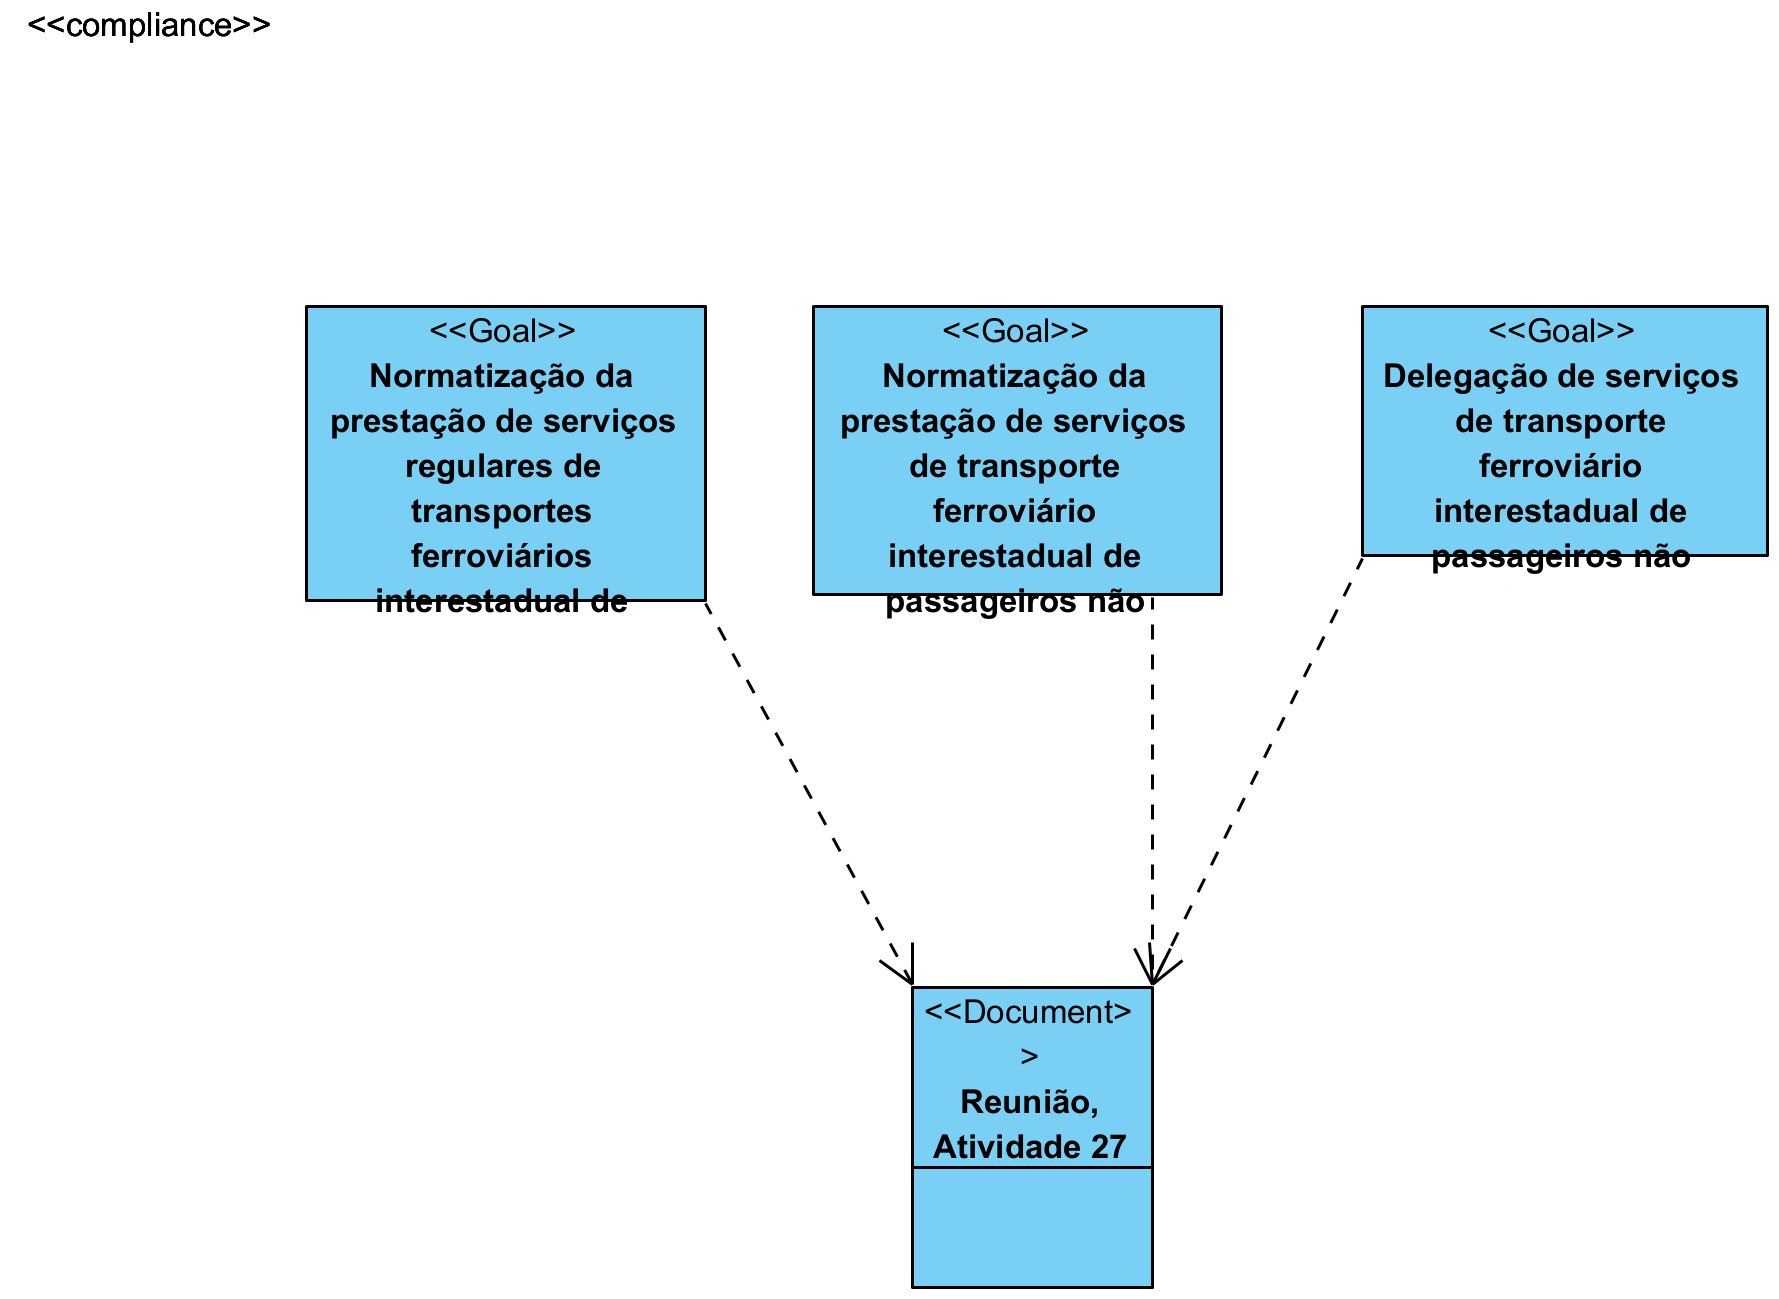 <<compliance>>
<<Goal>>
Normatização da
prestação de serviços
regulares de
transportes
ferroviários
interestadual de
<<Goal>>
Normatização da
prestação de serviços
de transporte
ferroviário
interestadual de
passageiros não
<<Goal>>
Delegação de serviços
de transporte
ferroviário
interestadual de
passageiros não
<<Document>
>
Reunião,
Atividade 27